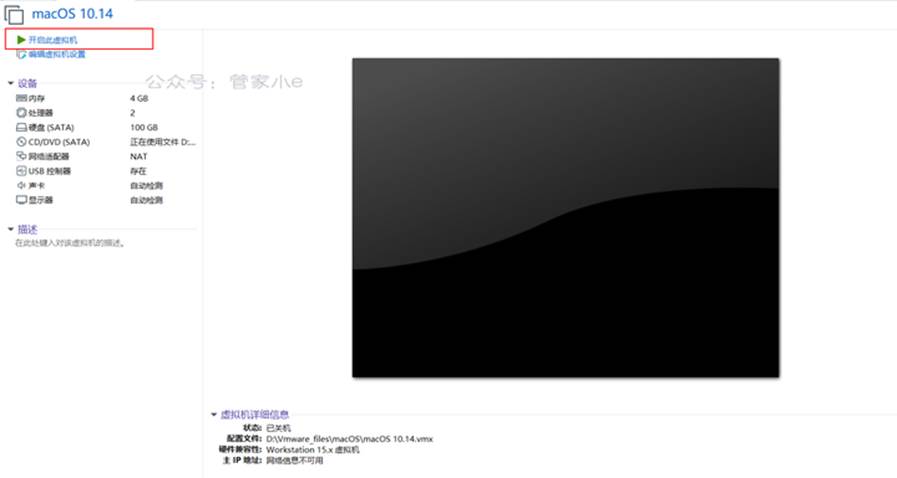 macOS 10.14
开启此虚拟机
编辑虚拟机设置
公众号：管家小e
设备
内存 4 GB
处理器 2
硬盘 (SATA) 100 GB
CD/DVD (SATA) 正在使用文件 D:...
网络适配器 NAT
USB 控制器 存在
声卡 自动检测
显示器 自动检测
描述
在此处键入对该虚拟机的描述。
虚拟机详细信息
状态: 已关机
配置文件: D:\Vmware_files\macOS\macOS 10.14.vmx
硬件兼容性: Workstation 15.x 虚拟机
主 IP 地址: 网络信息不可用